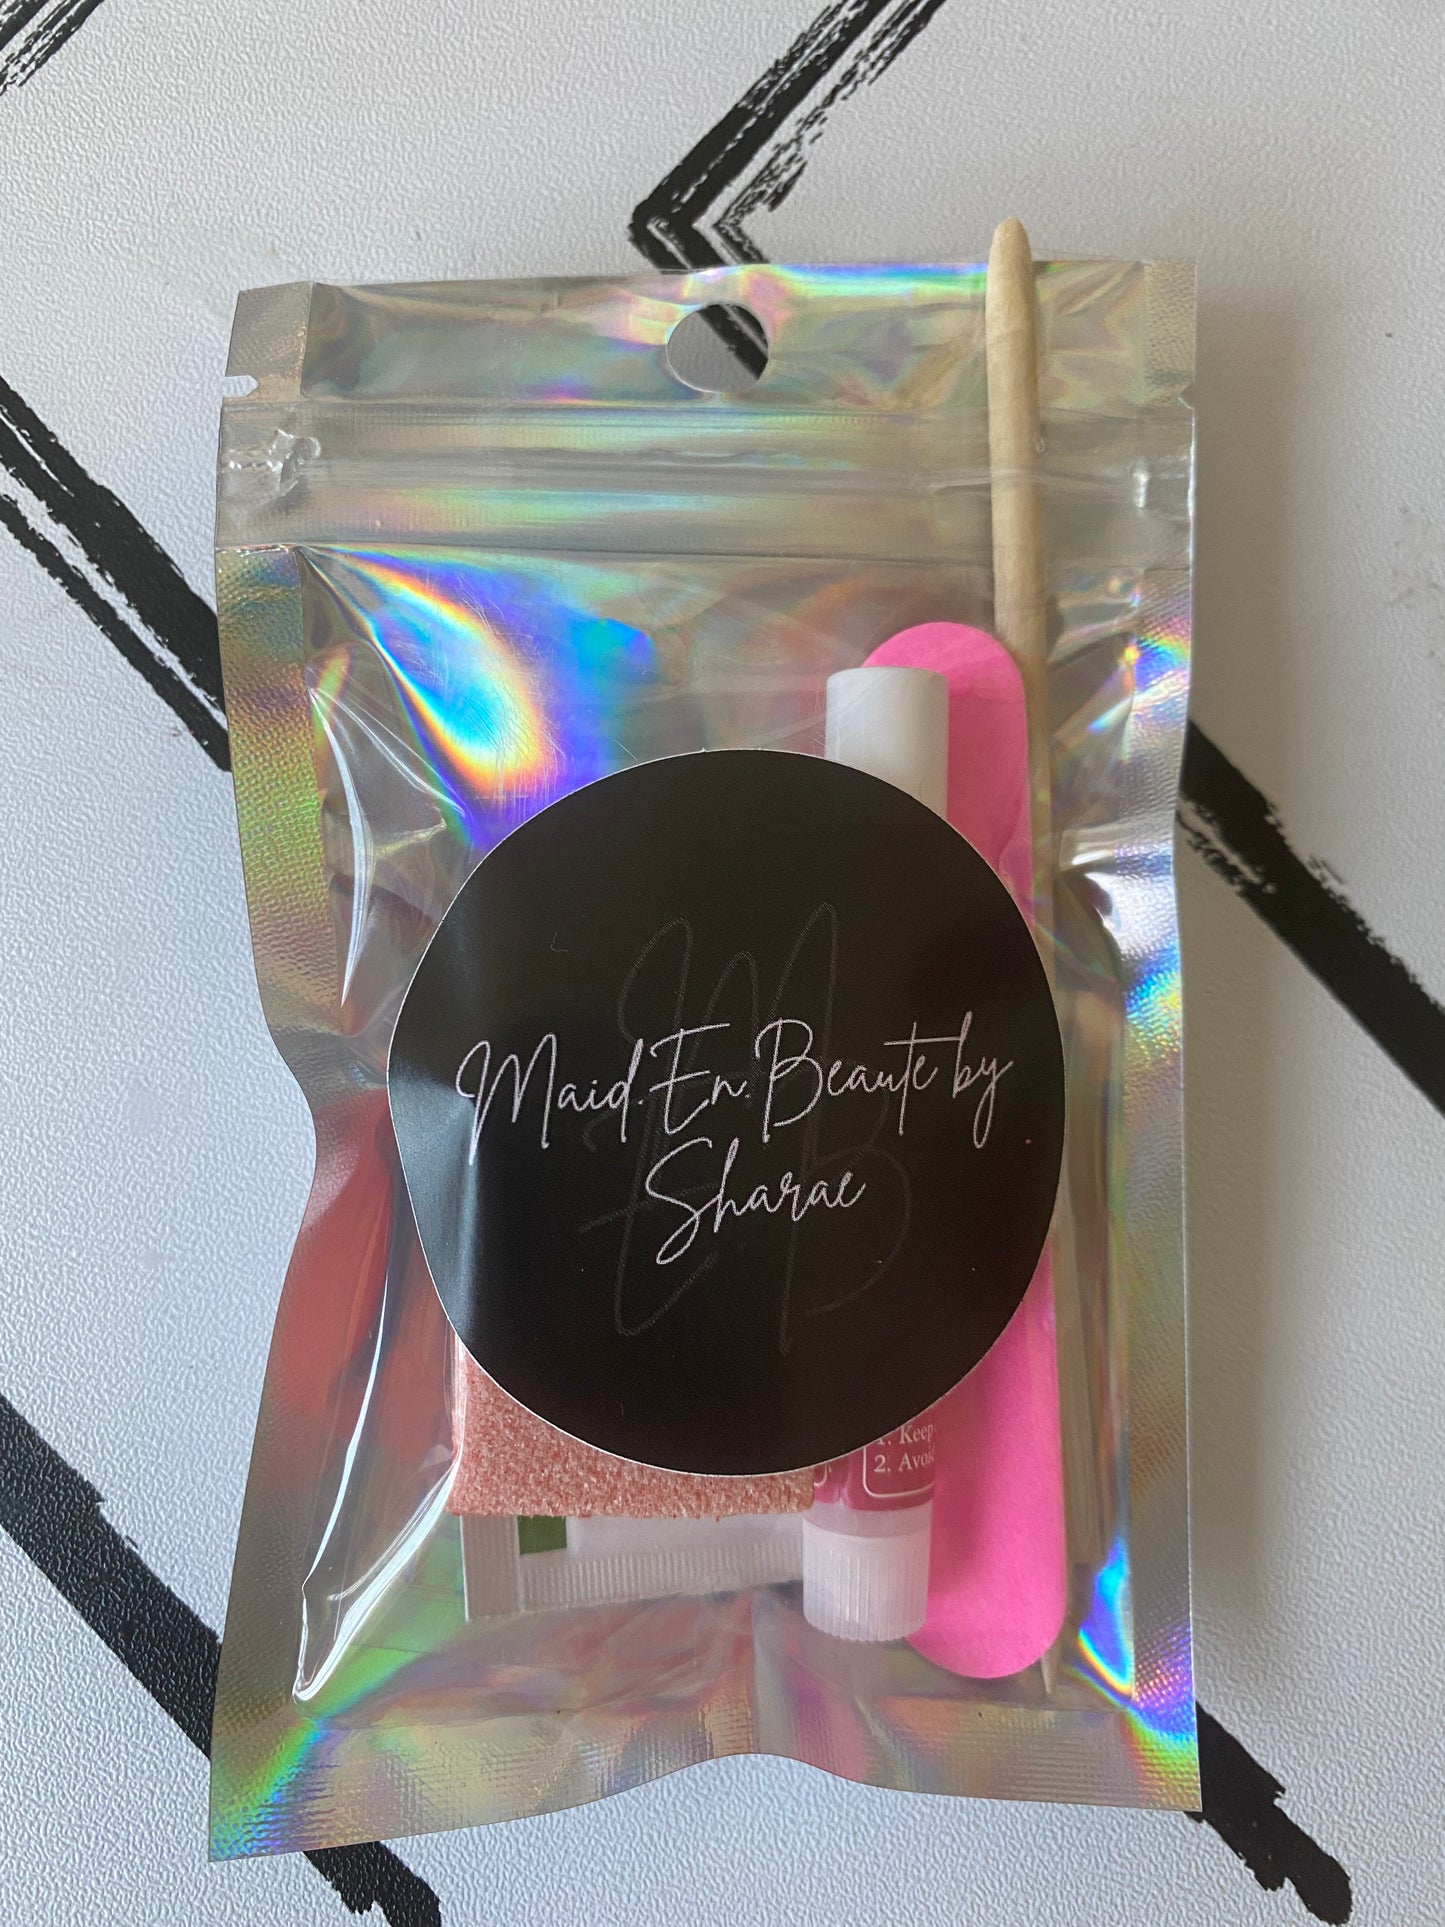 Maid.En.Beaute by
Sharae
M
E.B
1. Keep
2. Avoid